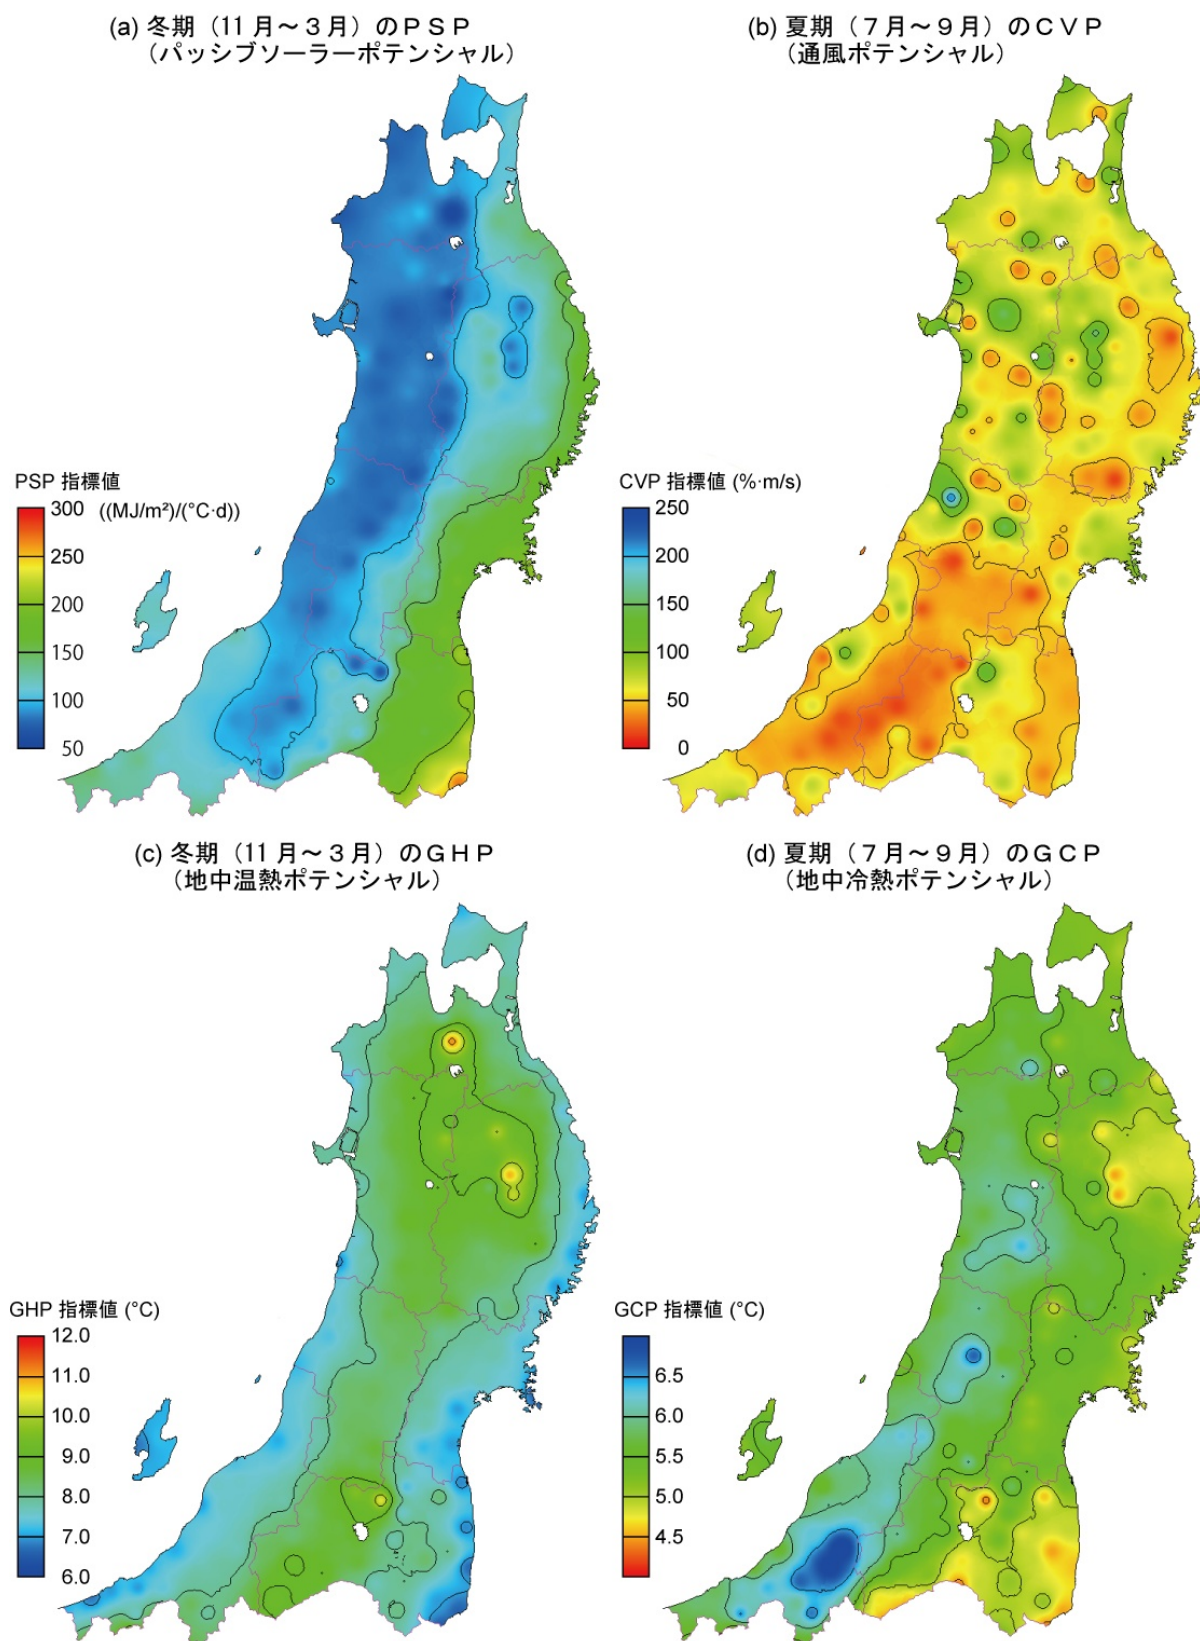 (a) 冬期（11月～3月）のＰＳＰ
（パッシブソーラーポテンシャル）
PSP 指標値
((MJ/m²)/(°C·d))
300
250
200
150
100
50
(b) 夏期（７月～９月）のＣＶＰ
（通風ポテンシャル）
CVP 指標値 (%·m/s)
250
200
150
100
50
0
(c) 冬期（11月～３月）のＧＨＰ
（地中温熱ポテンシャル）
GHP 指標値 (°C)
12.0
11.0
10.0
9.0
8.0
7.0
6.0
(d) 夏期（７月～９月）のＧＣＰ
（地中冷熱ポテンシャル）
GCP 指標値 (°C)
6.5
6.0
5.5
5.0
4.5